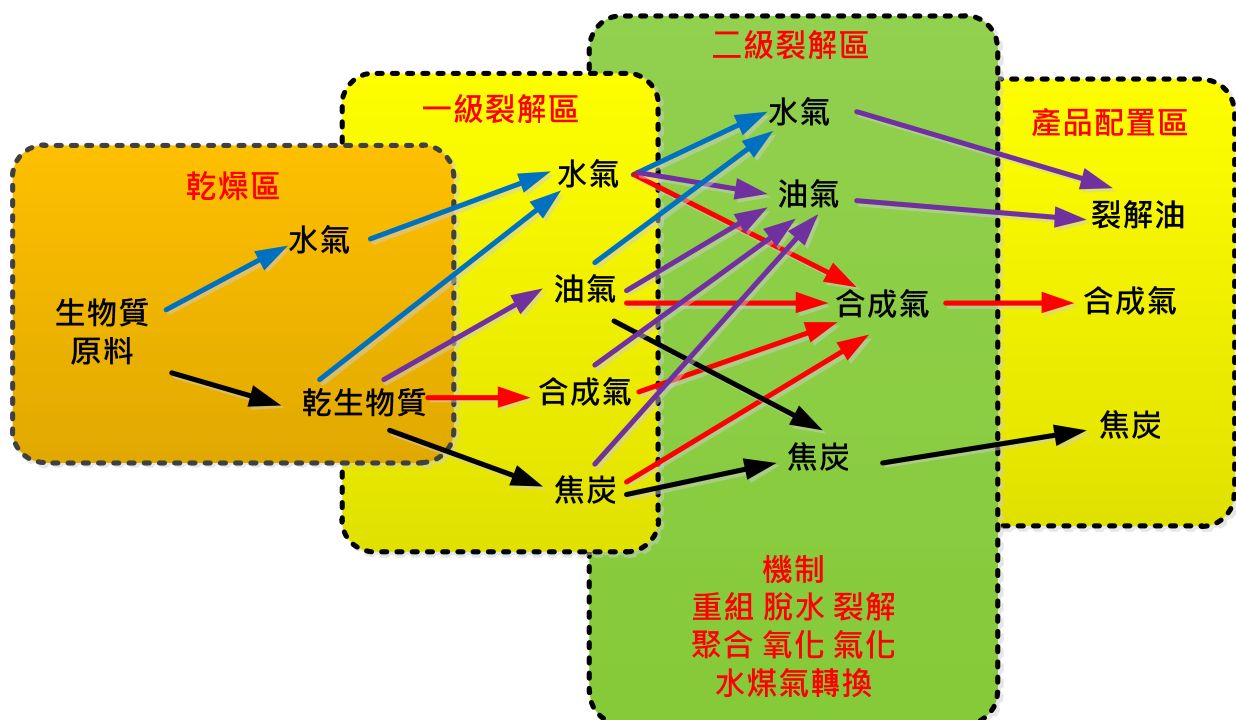 乾燥區
水氣
生物質
原料
乾生物質
一級裂解區
水氣
油氣
合成氣
焦炭
二級裂解區
水氣
油氣
合成氣
焦炭
機制
重組 脫水 裂解
聚合 氧化 氣化
水煤氣轉換
產品配置區
裂解油
合成氣
焦炭